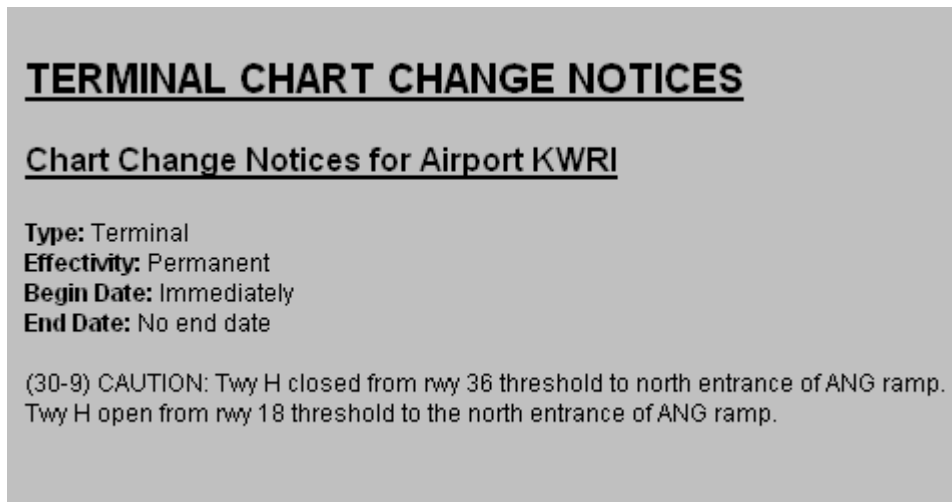 TERMINAL CHART CHANGE NOTICES
Chart Change Notices for Airport KWRI
Type: Terminal
Effectivity: Permanent
Begin Date: Immediately
End Date: No end date
(30-9) CAUTION: Twy H closed from rwy 36 threshold to north entrance of ANG ramp.
Twy H open from rwy 18 threshold to the north entrance of ANG ramp.